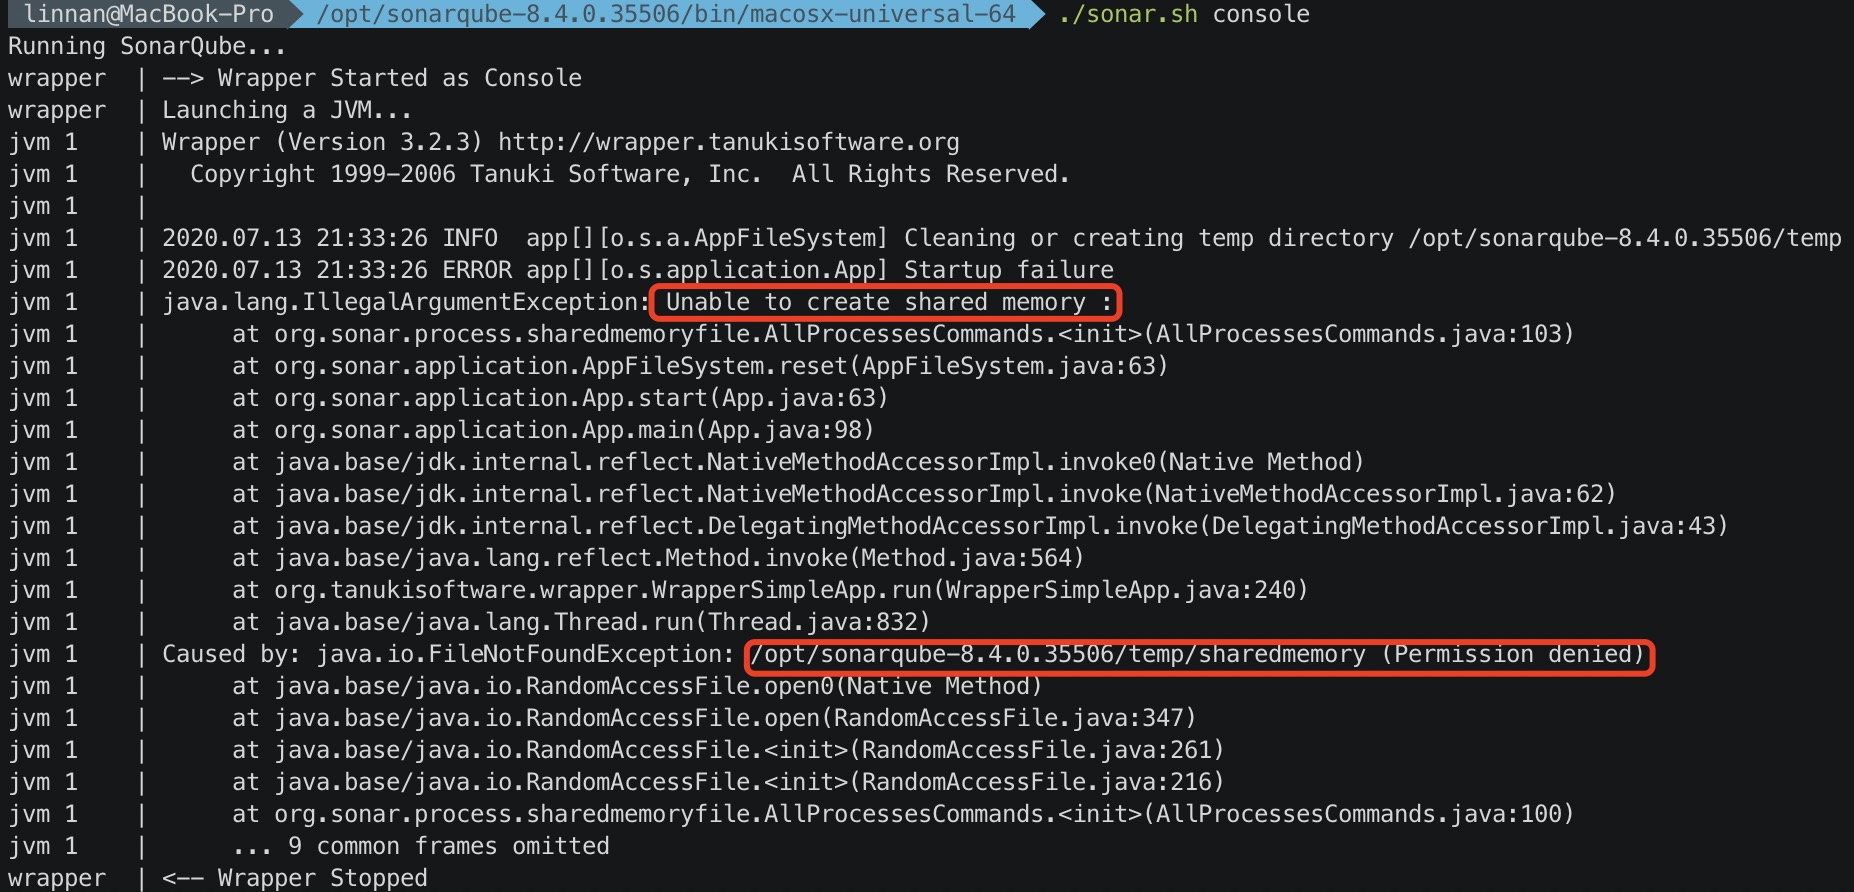 linnan@MacBook-Pro /opt/sonarqube-8.4.0.35506/bin/macosx-universal-64 ./sonar.sh console
Running SonarQube...
wrapper  | --> Wrapper Started as Console
wrapper  | Launching a JVM...
jvm 1    | Wrapper (Version 3.2.3) http://wrapper.tanukisoftware.org
jvm 1    |   Copyright 1999-2006 Tanuki Software, Inc.  All Rights Reserved.
jvm 1    |
jvm 1    | 2020.07.13 21:33:26 INFO  app[][o.s.a.AppFileSystem] Cleaning or creating temp directory /opt/sonarqube-8.4.0.35506/temp
jvm 1    | 2020.07.13 21:33:26 ERROR app[][o.s.application.App] Startup failure
jvm 1    | java.lang.IllegalArgumentException: Unable to create shared memory :
jvm 1    |      at org.sonar.process.sharedmemoryfile.AllProcessesCommands.<init>(AllProcessesCommands.java:103)
jvm 1    |      at org.sonar.application.AppFileSystem.reset(AppFileSystem.java:63)
jvm 1    |      at org.sonar.application.App.start(App.java:63)
jvm 1    |      at org.sonar.application.App.main(App.java:98)
jvm 1    |      at java.base/jdk.internal.reflect.NativeMethodAccessorImpl.invoke0(Native Method)
jvm 1    |      at java.base/jdk.internal.reflect.NativeMethodAccessorImpl.invoke(NativeMethodAccessorImpl.java:62)
jvm 1    |      at java.base/jdk.internal.reflect.DelegatingMethodAccessorImpl.invoke(DelegatingMethodAccessorImpl.java:43)
jvm 1    |      at java.base/java.lang.reflect.Method.invoke(Method.java:564)
jvm 1    |      at org.tanukisoftware.wrapper.WrapperSimpleApp.run(WrapperSimpleApp.java:240)
jvm 1    |      at java.base/java.lang.Thread.run(Thread.java:832)
jvm 1    | Caused by: java.io.FileNotFoundException: /opt/sonarqube-8.4.0.35506/temp/sharedmemory (Permission denied)
jvm 1    |      at java.base/java.io.RandomAccessFile.open0(Native Method)
jvm 1    |      at java.base/java.io.RandomAccessFile.open(RandomAccessFile.java:347)
jvm 1    |      at java.base/java.io.RandomAccessFile.<init>(RandomAccessFile.java:261)
jvm 1    |      at java.base/java.io.RandomAccessFile.<init>(RandomAccessFile.java:216)
jvm 1    |      at org.sonar.process.sharedmemoryfile.AllProcessesCommands.<init>(AllProcessesCommands.java:100)
jvm 1    |      ... 9 common frames omitted
wrapper  | <-- Wrapper Stopped